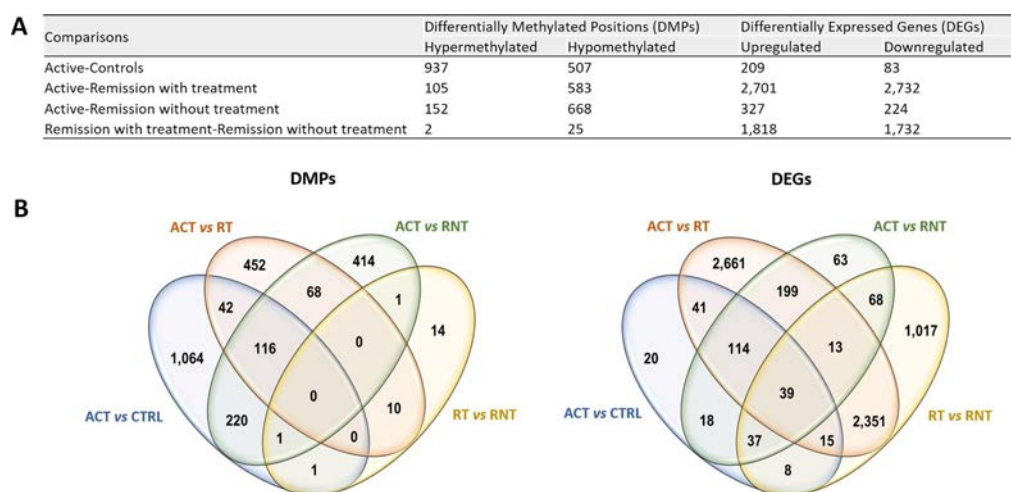 A
Comparisons Differentially Methylated Positions (DMPs) Differentially Expressed Genes (DEGs)
Hypermethylated Hypomethylated Upregulated Downregulated
Active-Controls 937 507 209 83
Active-Remission with treatment 105 583 2,701 2,732
Active-Remission without treatment 152 668 327 224
Remission with treatment-Remission without treatment 2 25 1,818 1,732
B
DMPs
ACT vs RT ACT vs RNT
452 414
42 68 1
1,064 116 0 14
0
ACT vs CTRL 220 10 RT vs RNT
1 0
1
DEGs
ACT vs RT ACT vs RNT
2,661 63
41 199 68
20 114 13 1,017
39
ACT vs CTRL 18 2,351 RT vs RNT
37 15
8